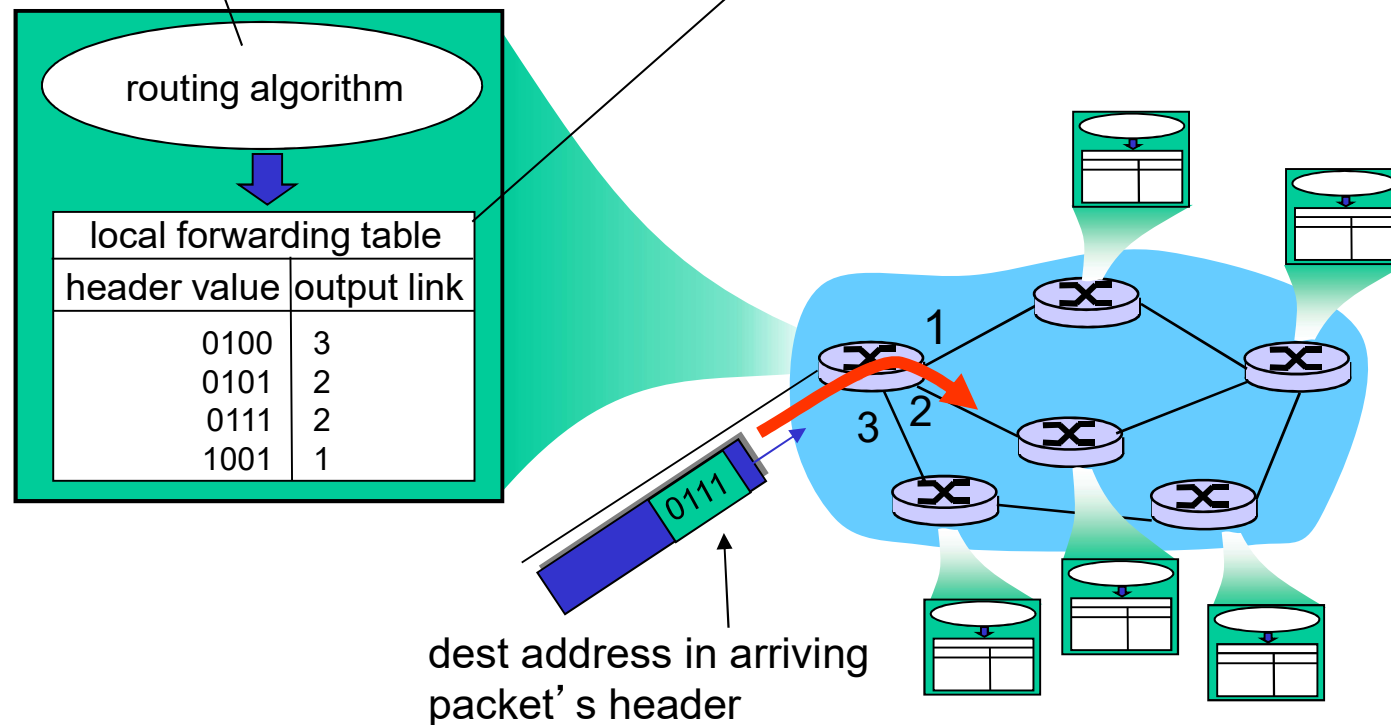 routing algorithm
local forwarding table
header value output link
0100 3
0101 2
0111 2
1001 1
1
2
3
0111
dest address in arriving
packet’ s header